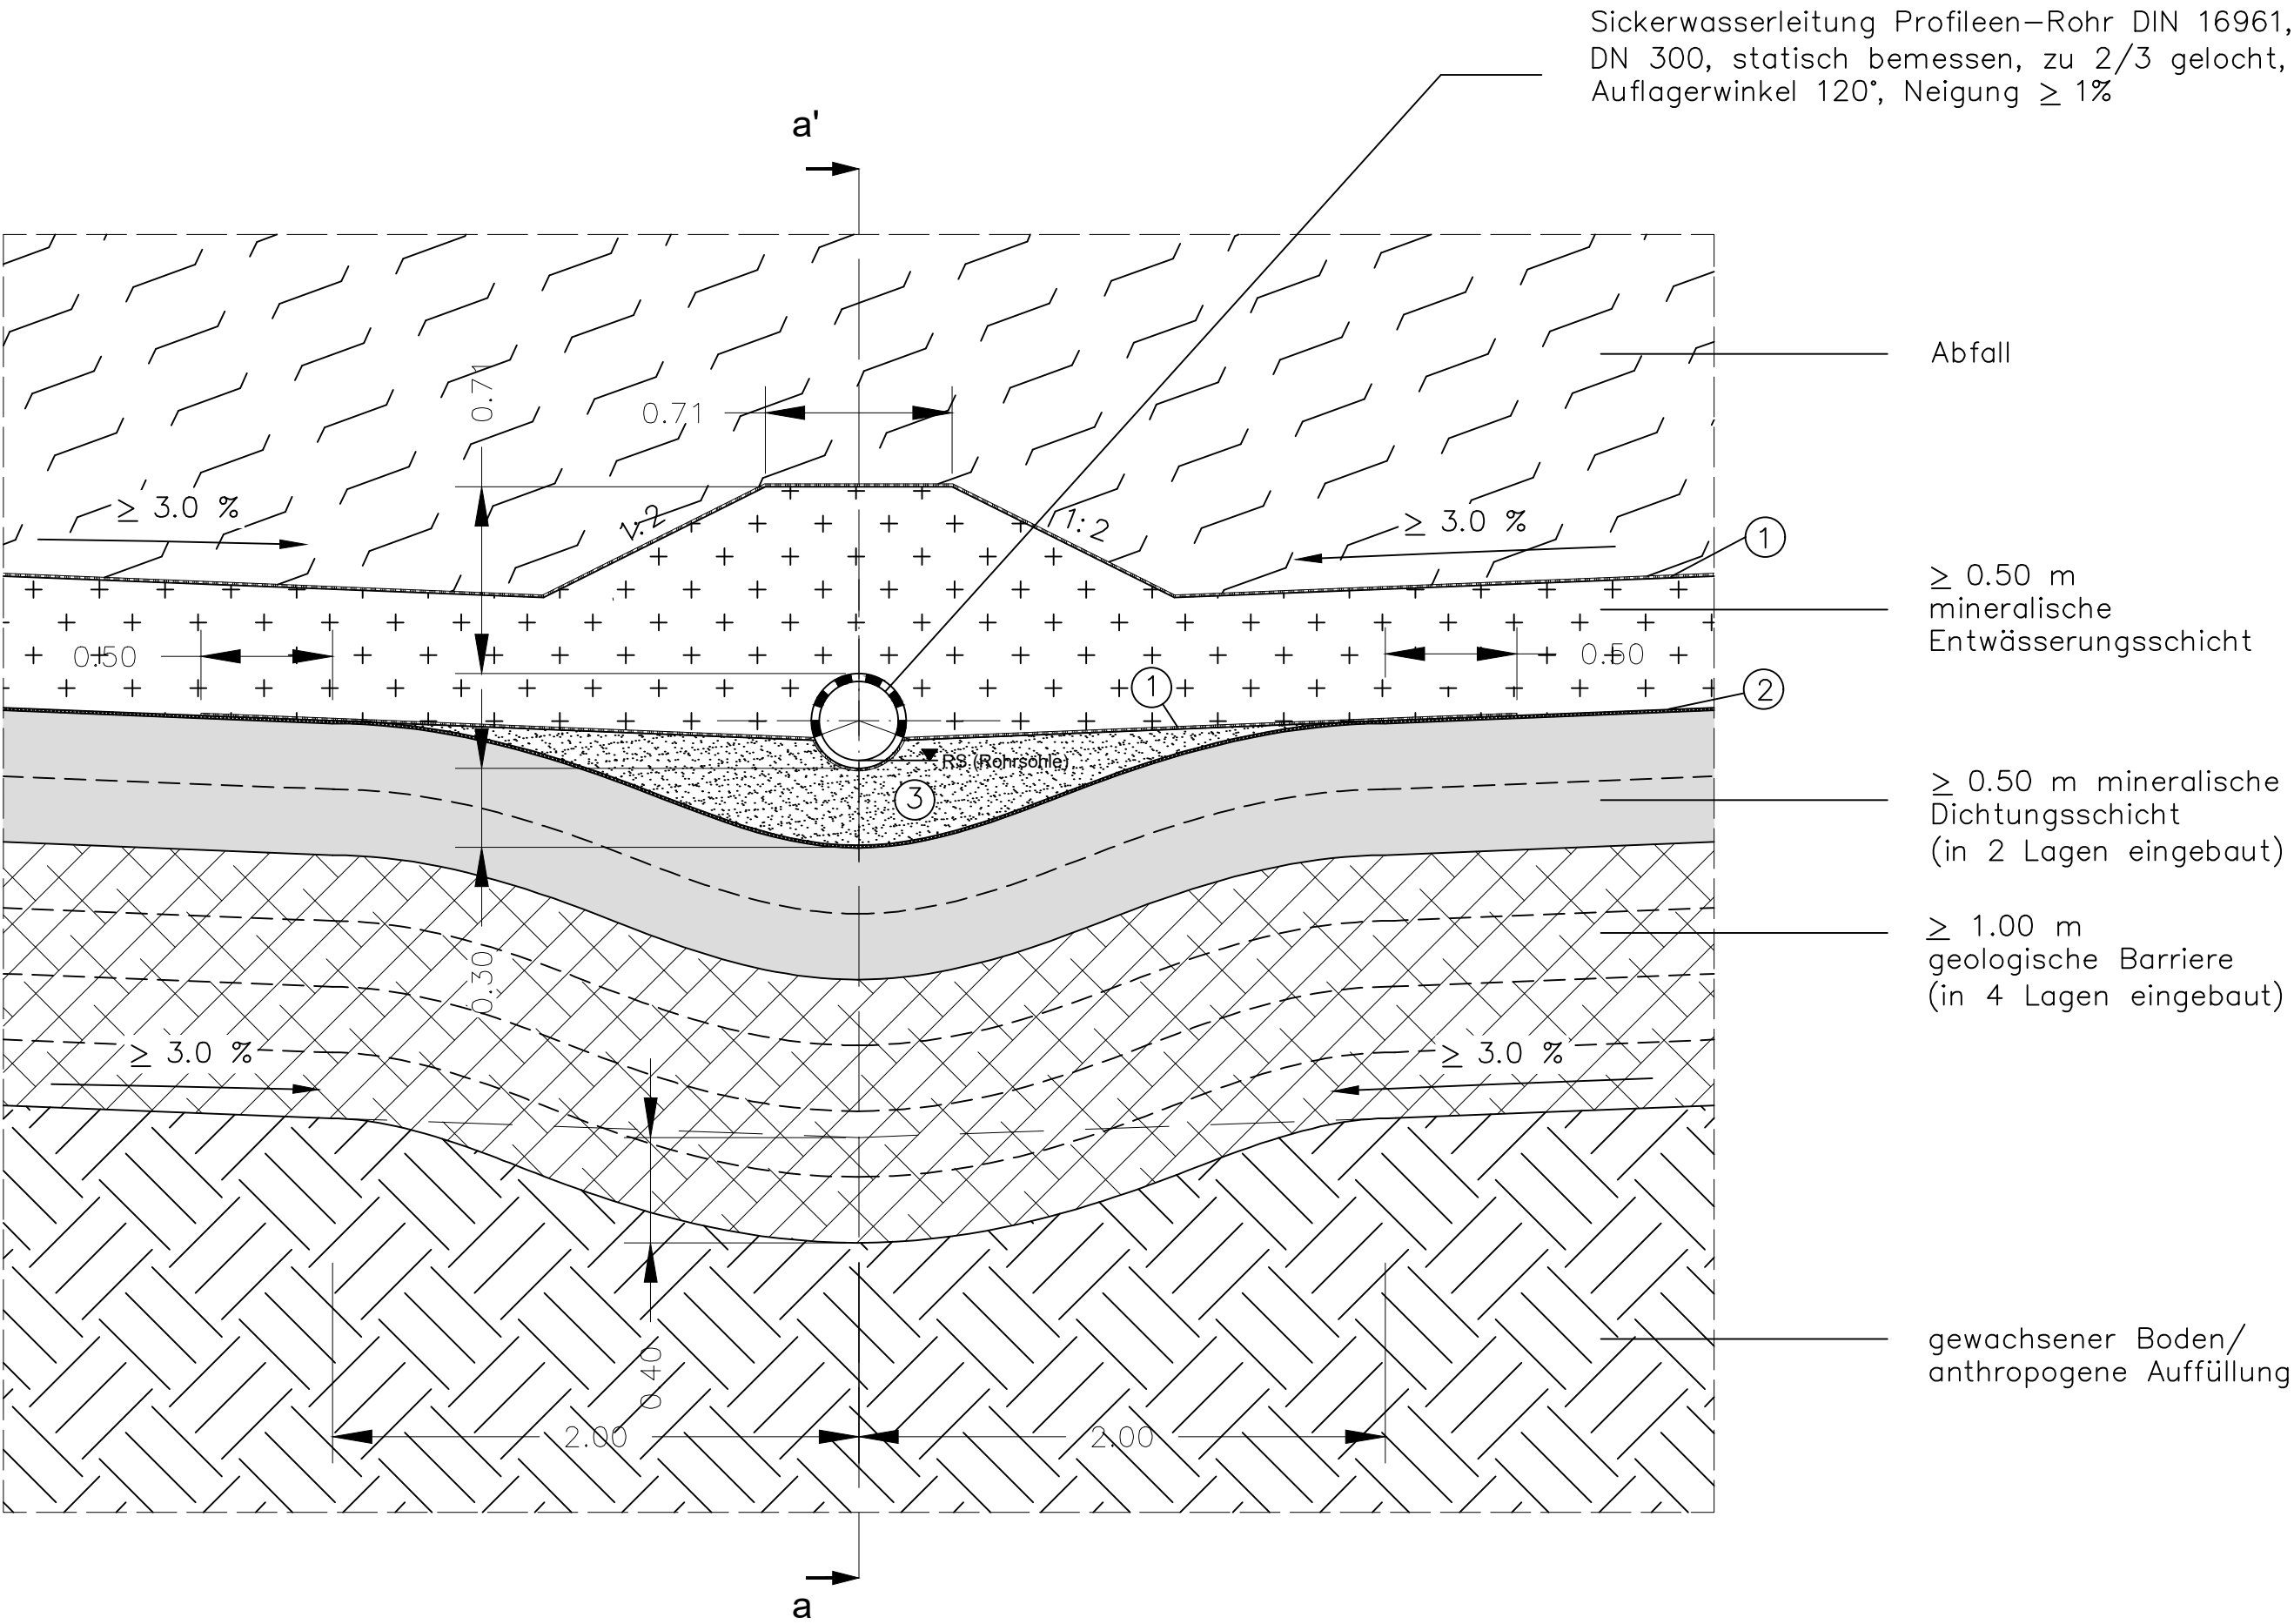 Sickerwasserleitung Profileen-Rohr DIN 16961,
DN 300, statisch bemessen, zu 2/3 gelocht,
Auflagerwinkel 120°, Neigung ≥ 1%
a'
Abfall
0.71
0.71
≥ 3.0 %
1:2
1:2
≥ 3.0 %
1
≥ 0.50 m
mineralische
Entwässerungsschicht
0.50
0.50
1
2
RS (Rohrsohle)
3
≥ 0.50 m mineralische
Dichtungsschicht
(in 2 Lagen eingebaut)
≥ 1.00 m
geologische Barriere
(in 4 Lagen eingebaut)
0.30
≥ 3.0 %
≥ 3.0 %
gewachsener Boden/
anthropogene Auffüllung
0.40
2.00
2.00
a